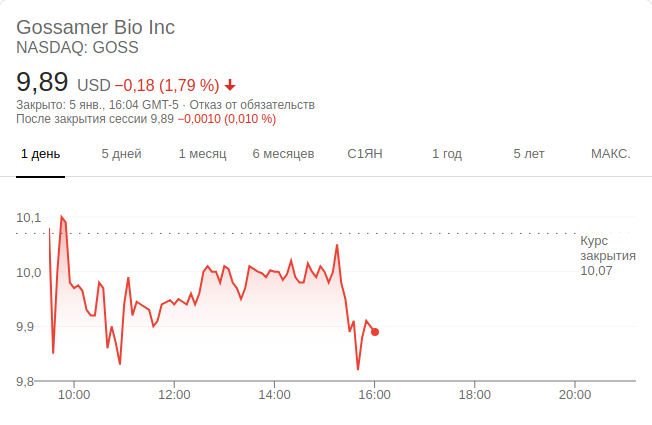 Gossamer Bio Inc
NASDAQ: GOSS
9,89 USD −0,18 (1,79 %)
Закрыто: 5 янв., 16:04 GMT-5 · Отказ от обязательств
После закрытия сессии 9,89 −0,0010 (0,010 %)
1 день 5 дней 1 месяц 6 месяцев С1ЯН 1 год 5 лет МАКС.
10,1
Курс
закрытия
10,07
10,0
9,9
9,8
10:00 12:00 14:00 16:00 18:00 20:00